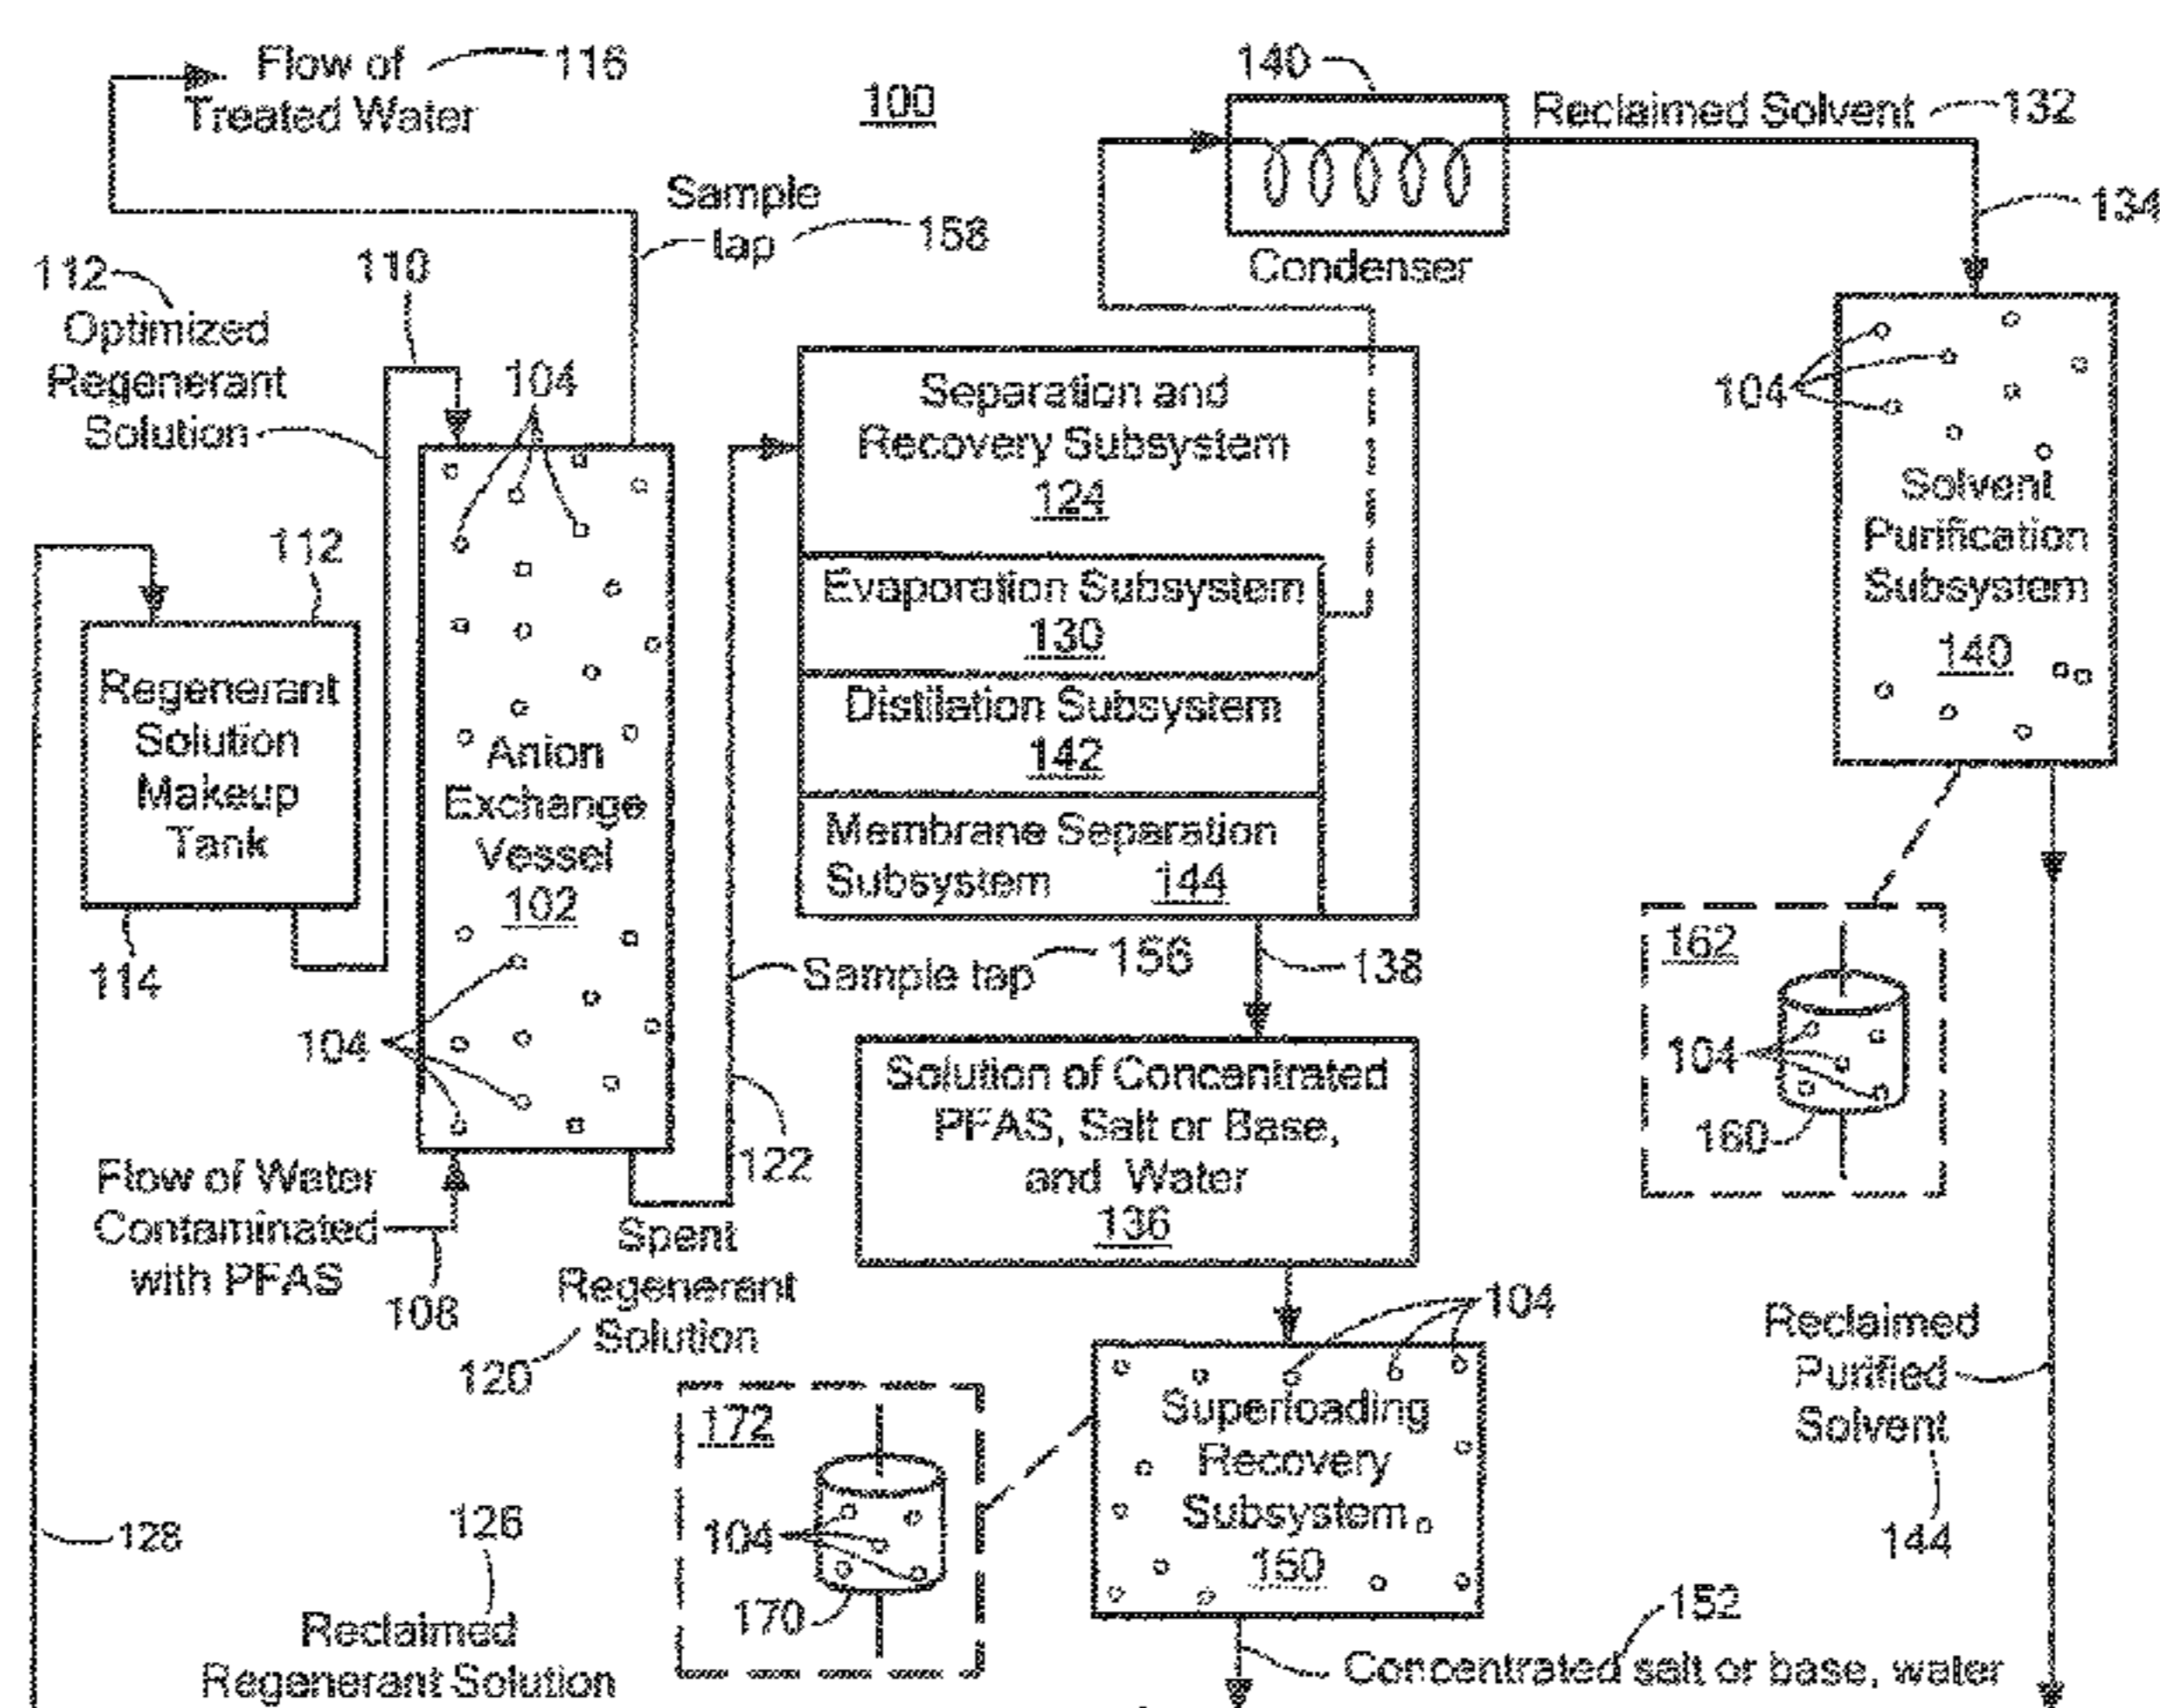 Flow of
Treated Water
116
100
140
Condenser
Reclaimed Solvent
132
134
Sample
tap
158
112
Optimized
Regenerant
Solution
110
104
112
Regenerant
Solution
Makeup
Tank
114
Anion
Exchange
Vessel
102
104
Flow of Water
Contaminated
with PFAS
108
Separation and
Recovery Subsystem
124
Evaporation Subsystem
130
Distilation Subsystem
142
Membrane Separation
Subsystem 144
Sample tap
156
138
122
Spent
Regenerant
Solution
120
Solution of Concentrated
PFAS, Salt or Base,
and Water
136
104
Superloading
Recovery
Subsystem
150
172
104
170
104
Solvent
Purification
Subsystem
140
162
104
160
Reclaimed
Purified
Solvent
144
128
126
Reclaimed
Regenerant Solution
152
Concentrated salt or base, water